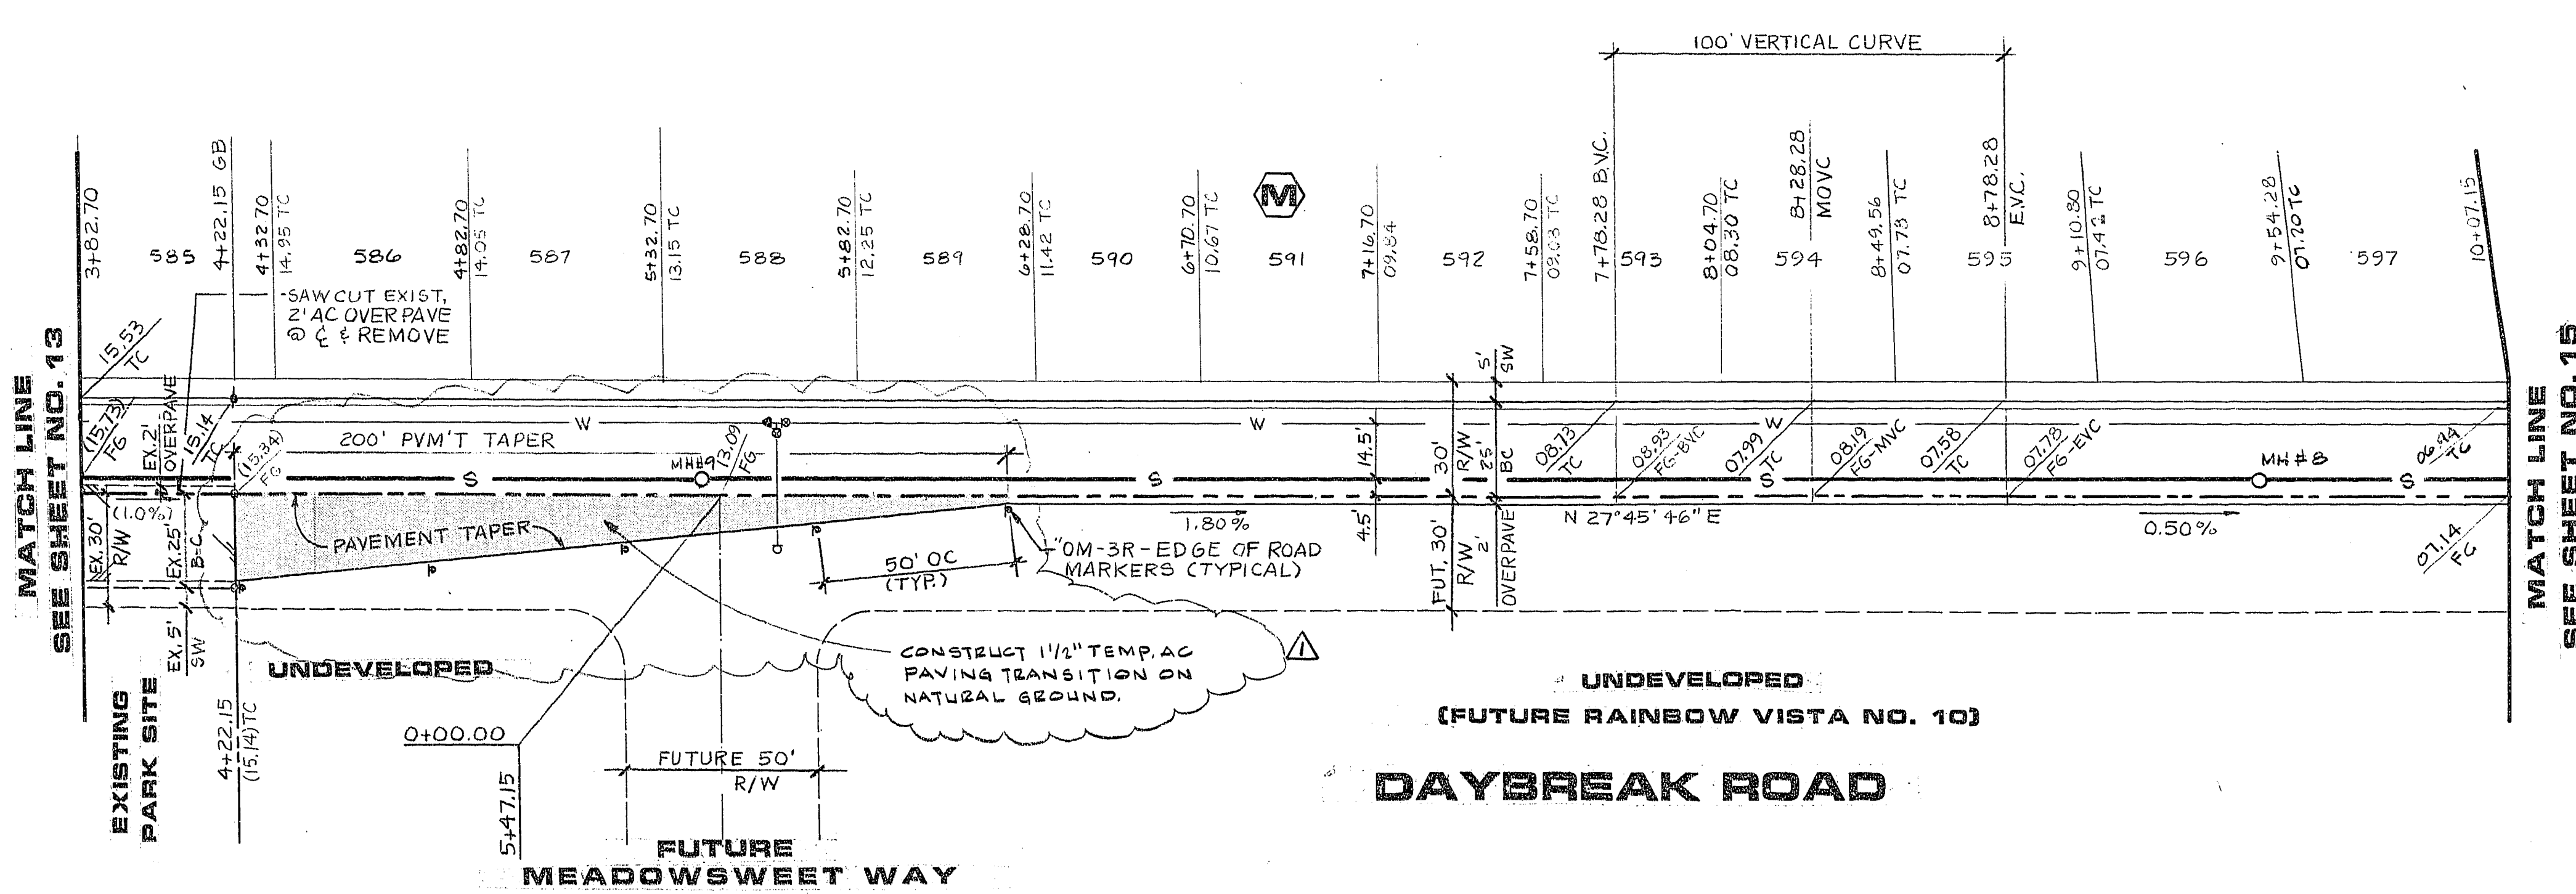 100' VERTICAL CURVE
MATCH LINE
SEE SHEET NO. 13
3+82.70
585
4+22.15 GB
4+32.70
14.95 TC
586
4+82.70
14.05 TC
587
5+32.70
13.15 TC
588
5+82.70
12.25 TC
589
6+28.70
11.42 TC
590
6+70.70
10.67 TC
M
591
7+16.70
09.84
592
7+58.70
09.03 TC
7+78.28 B.V.C.
593
8+04.70
08.30 TC
594
8+28.28
MOVC
8+49.56
07.73 TC
595
8+78.28
E.V.C.
9+10.80
07.42 TC
596
9+54.28
07.20 TC
597
10+07.15
SAWCUT EXIST,
2' AC OVERPAVE
@ ℄ & REMOVE
15.53
TC
(15.73)
FG
EX. 2'
OVERPAVE
15.14
TC
(15.34)
FG
200' PVM'T TAPER
W
W
W
MH#9
13.09
FG
S
S
S
S
14.5'
4.5'
30'
R/W
25'
BC
5'
SW
08.73
TC
08.93
FG-BVC
07.99
TC
08.19
FG-MVC
07.58
TC
07.78
FG-EVC
MH#8
06.94
TC
(1.0%)
EX. 30'
R/W
EX. 25'
B-C
PAVEMENT TAPER
50' OC
(TYP.)
"OM-3R-EDGE OF ROAD
MARKERS (TYPICAL)
1.80%
FUT. 30'
R/W
2'
OVERPAVE
N 27°45'46" E
0.50%
07.14
FG
EX. 5'
SW
UNDEVELOPED
CONSTRUCT 1 1/2" TEMP. AC
PAVING TRANSITION ON
NATURAL GROUND.
1
UNDEVELOPED
(FUTURE RAINBOW VISTA NO. 10)
EXISTING
PARK SITE
4+22.15
(15.14) TC
0+00.00
5+47.15
FUTURE 50'
R/W
FUTURE
MEADOWSWEET WAY
DAYBREAK ROAD
MATCH LINE
SEE SHEET NO. 15